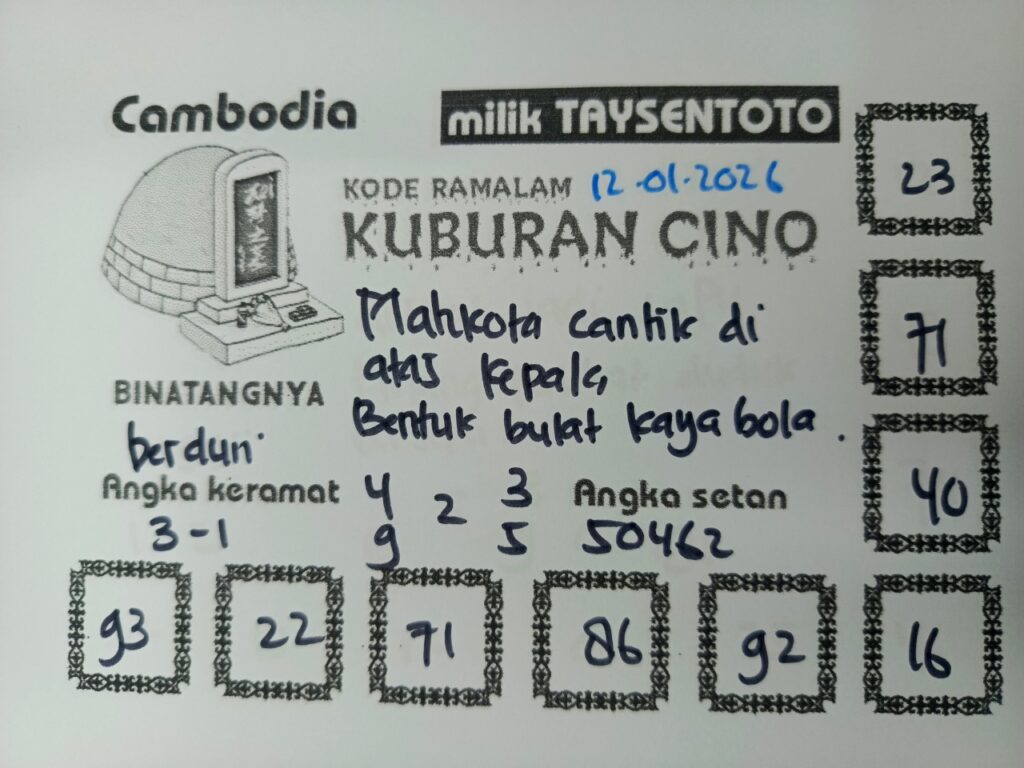 Cambodia
milik TAYSENTOTO
KODE RAMALAM 12.01.2026
KUBURAN CINO
Mahkota cantik di
atas kepala,
Bentuk bulat kaya bola.
BINATANGNYA
berduri
Angka keramat
3-1
4 2 3
9 5
Angka setan
50462
23
71
40
93 22 71 86 92 16